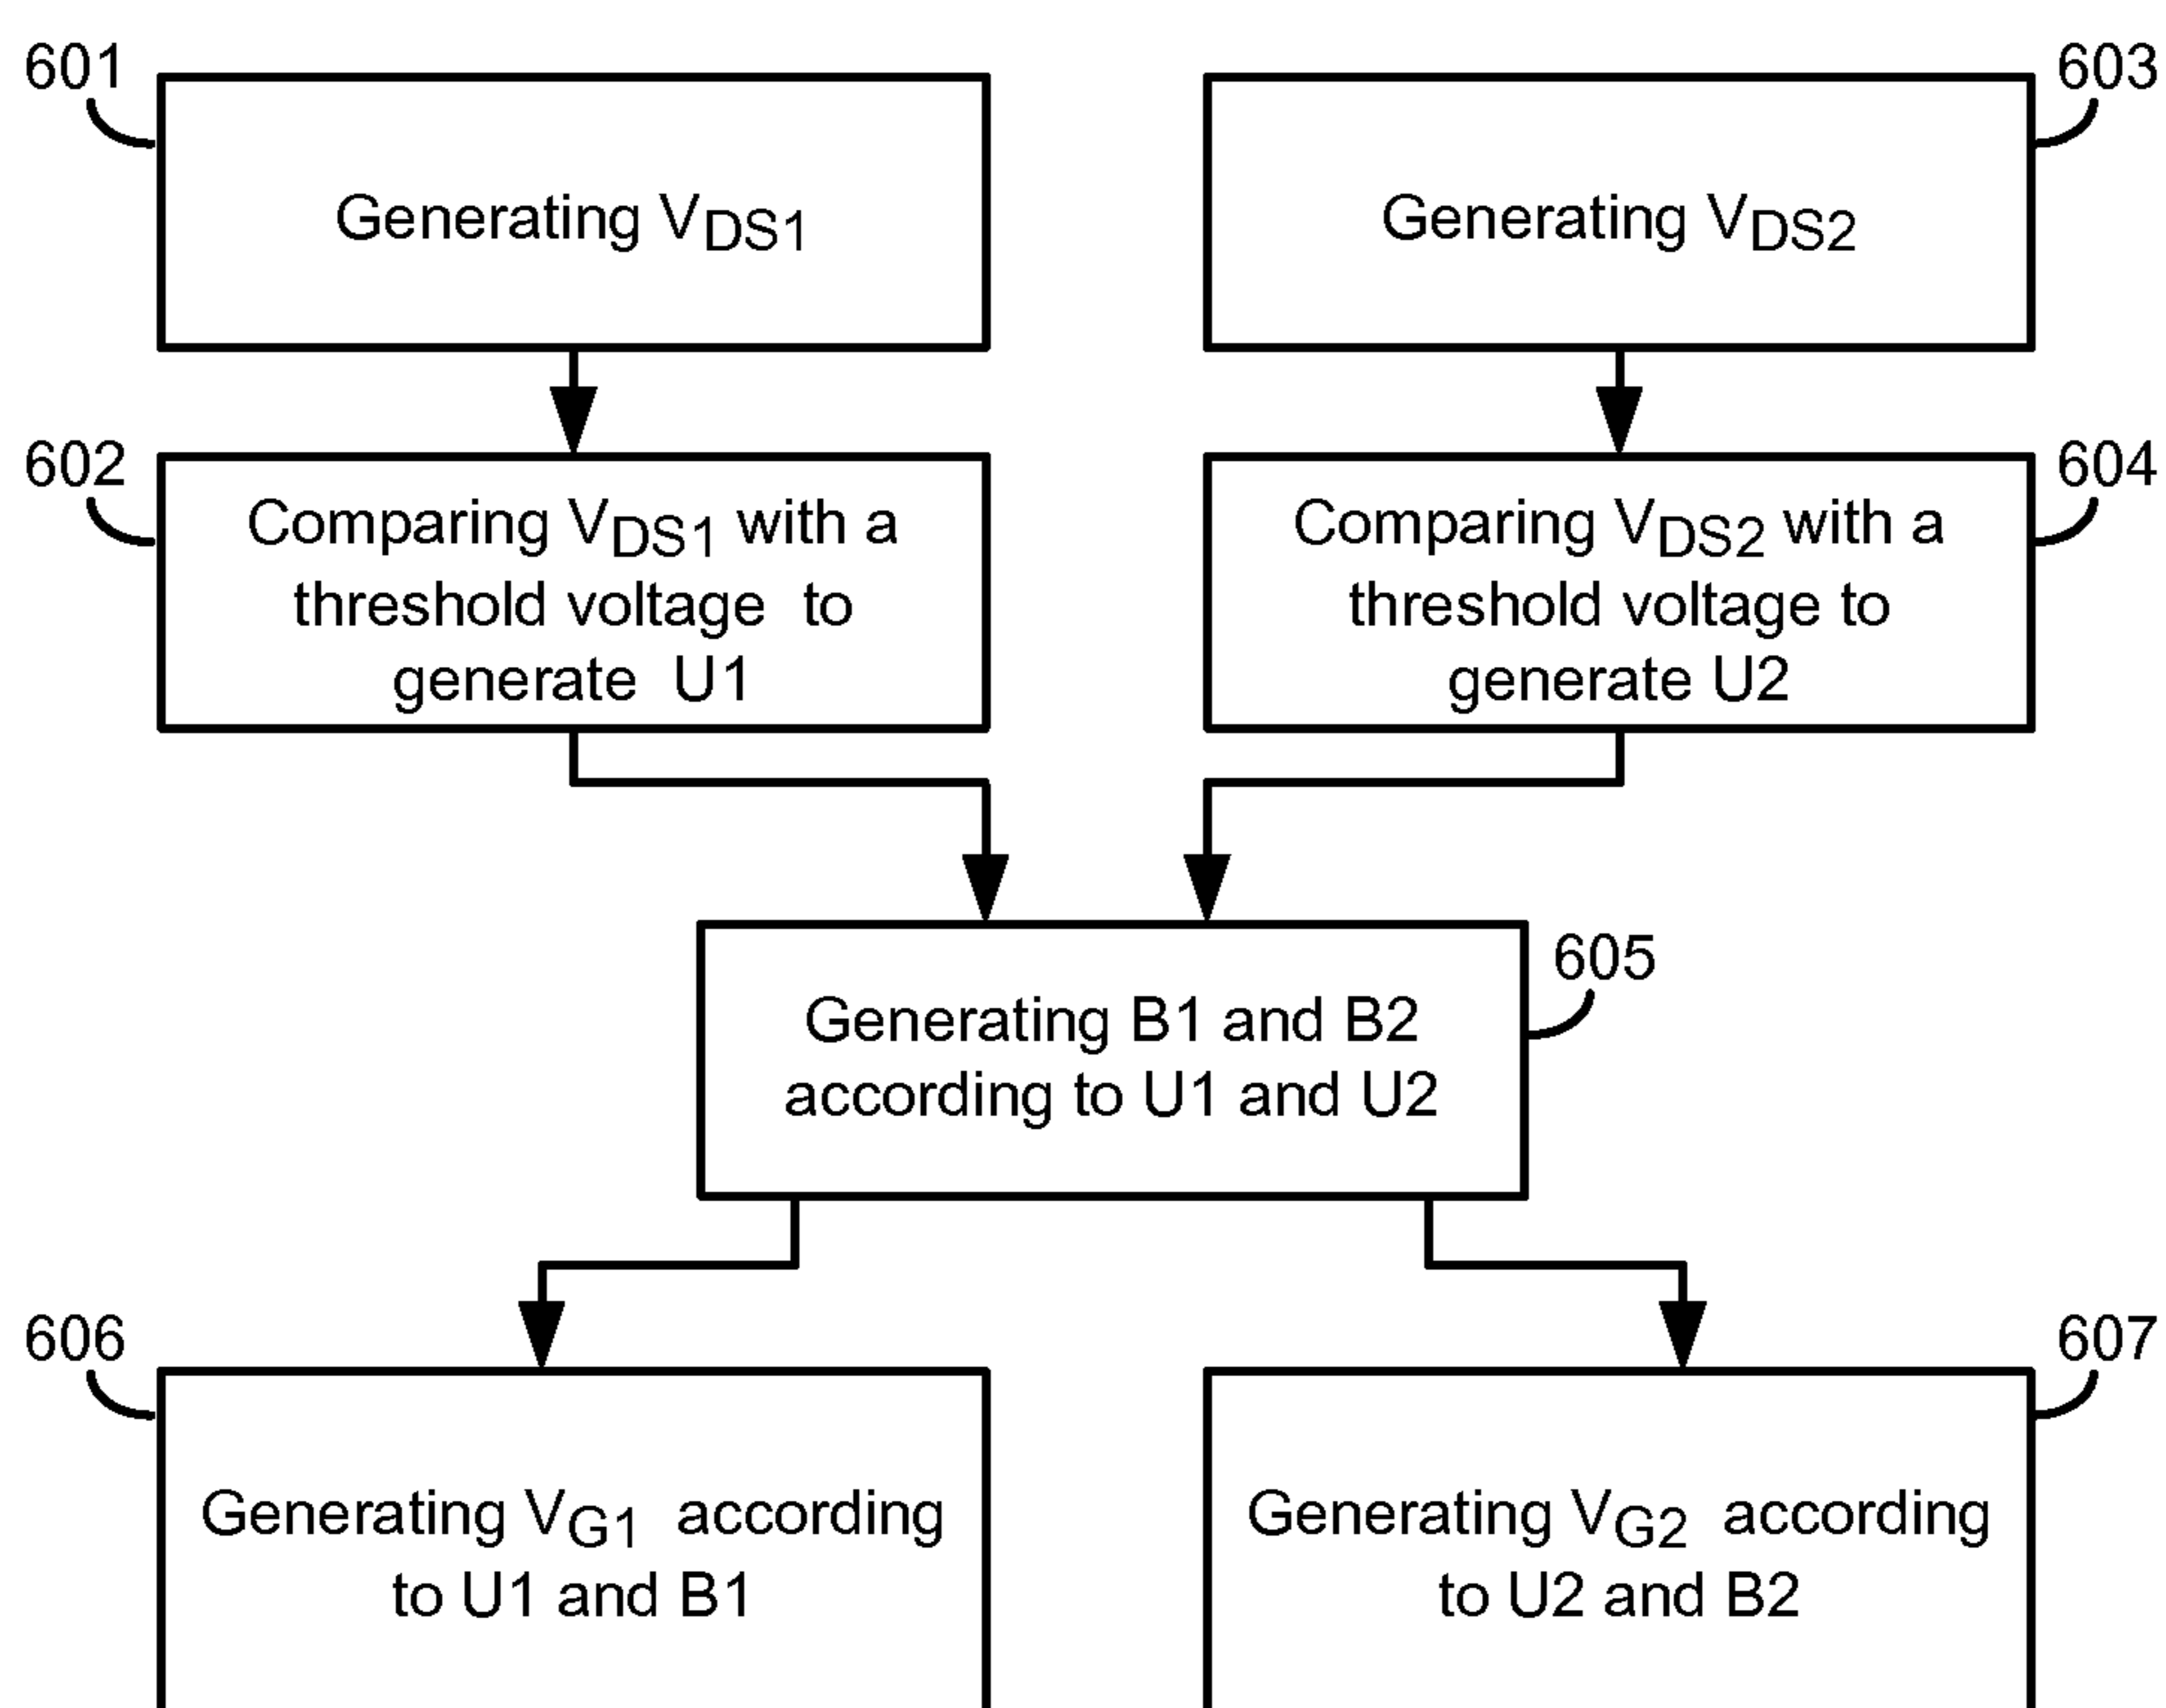 601
Generating VDS1
603
Generating VDS2
602
Comparing VDS1 with a
threshold voltage to
generate U1
604
Comparing VDS2 with a
threshold voltage to
generate U2
605
Generating B1 and B2
according to U1 and U2
606
Generating VG1 according
to U1 and B1
607
Generating VG2 according
to U2 and B2